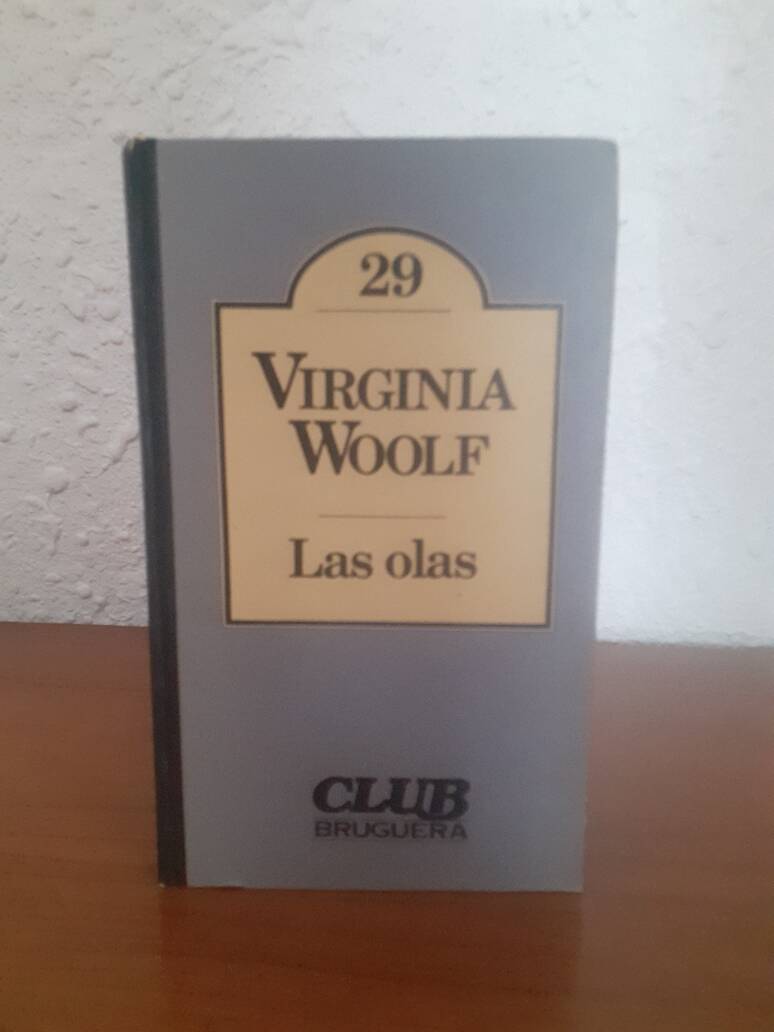 29
VIRGINIA
WOOLF
Las olas
CLUB
BRUGUERA